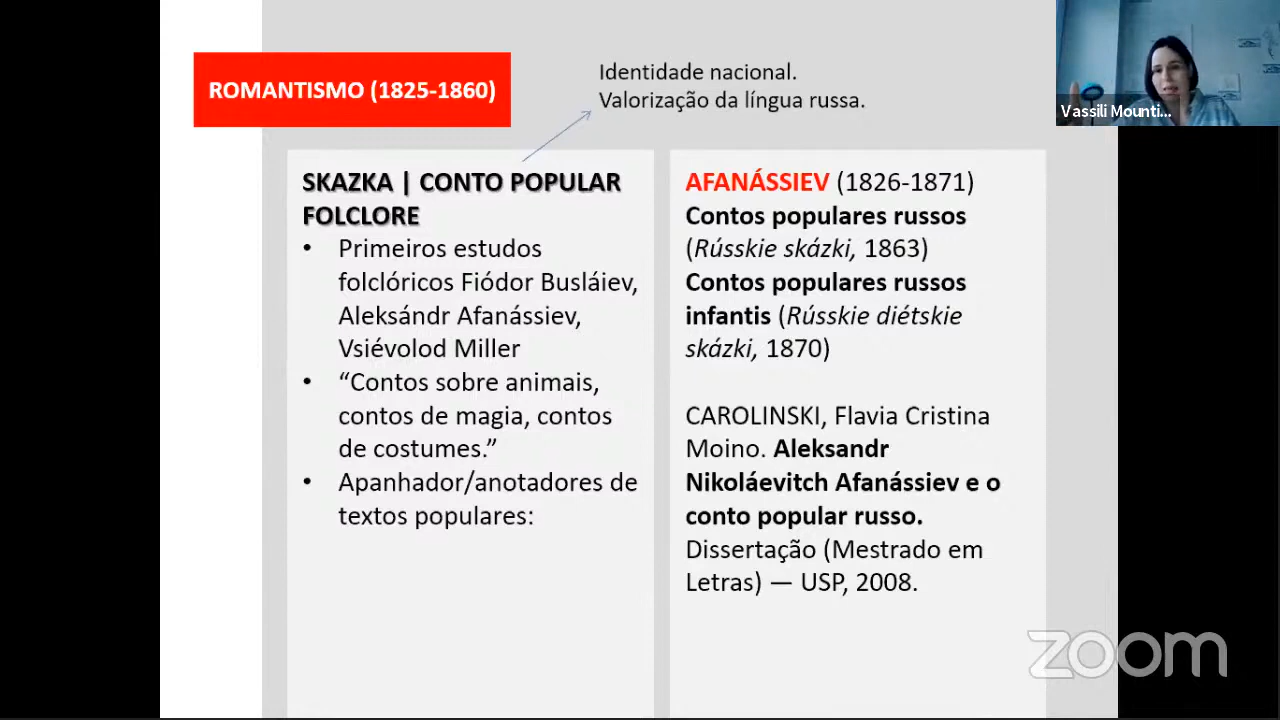 ROMANTISMO (1825-1860)
Identidade nacional.
Valorização da língua russa.
Vassili Mounti...
SKAZKA | CONTO POPULAR
FOLCLORE
• Primeiros estudos
folclóricos Fiódor Busláiev,
Aleksándr Afanássiev,
Vsiévolod Miller
• “Contos sobre animais,
contos de magia, contos
de costumes.”
• Apanhador/anotadores de
textos populares:
AFANÁSSIEV (1826-1871)
Contos populares russos
(Rússkie skázki, 1863)
Contos populares russos
infantis (Rússkie diétskie
skázki, 1870)
CAROLINSKI, Flavia Cristina
Moino. Aleksandr
Nikoláevitch Afanássiev e o
conto popular russo.
Dissertação (Mestrado em
Letras) — USP, 2008.
zoom